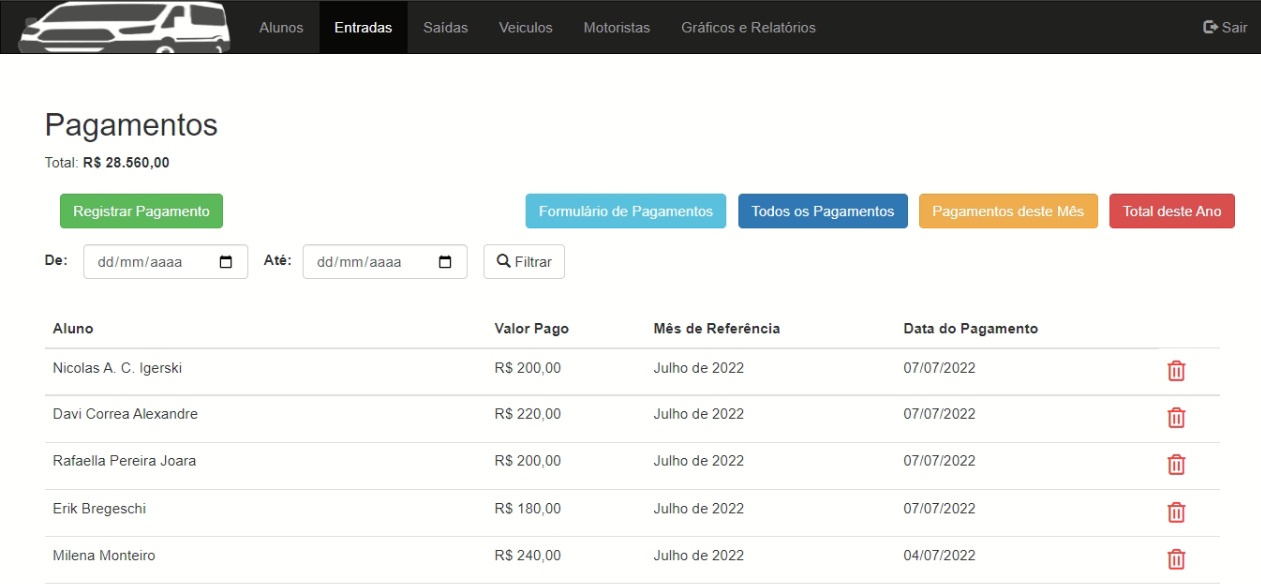 Alunos Entradas Saídas Veiculos Motoristas Gráficos e Relatórios Sair
Pagamentos
Total: R$ 28.560,00
Registrar Pagamento Formulário de Pagamentos Todos os Pagamentos Pagamentos deste Mês Total deste Ano
De: dd/mm/aaaa Até: dd/mm/aaaa Filtrar
Aluno Valor Pago Mês de Referência Data do Pagamento
Nicolas A. C. Igerski R$ 200,00 Julho de 2022 07/07/2022
Davi Correa Alexandre R$ 220,00 Julho de 2022 07/07/2022
Rafaella Pereira Joara R$ 200,00 Julho de 2022 07/07/2022
Erik Bregeschi R$ 180,00 Julho de 2022 07/07/2022
Milena Monteiro R$ 240,00 Julho de 2022 04/07/2022